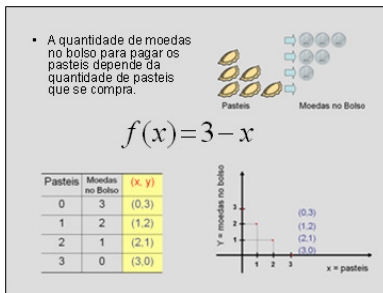 • A quantidade de moedas
no bolso para pagar os
pasteis depende da
quantidade de pasteis
que se compra.
Pasteis
Moedas no Bolso
f(x)=3−x
Pasteis Moedas no Bolso (x, y)
0 3 (0,3)
1 2 (1,2)
2 1 (2,1)
3 0 (3,0)
Y = moedas no bolso
3
2
1
1 2 3
(0,3)
(1,2)
(2,1)
(3,0)
x = pasteis